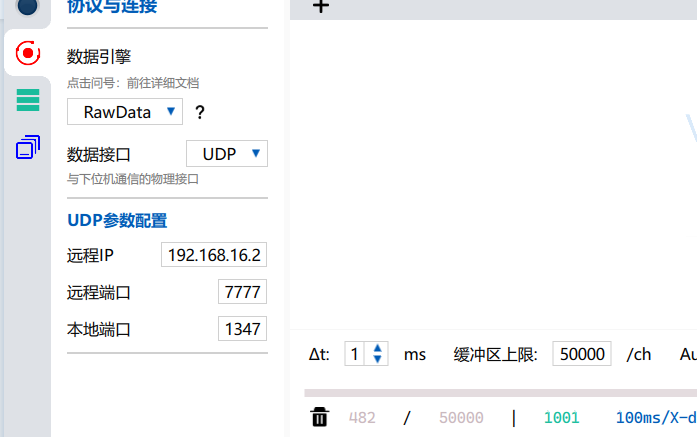 协议与连接
+
数据引擎
点击问号：前往详细文档
RawData ?
数据接口 UDP
与下位机通信的物理接口
UDP参数配置
远程IP 192.168.16.2
远程端口 7777
本地端口 1347
Δt: 1 ms 缓冲区上限: 50000 /ch Au
482 / 50000 | 1001 100ms/X-d